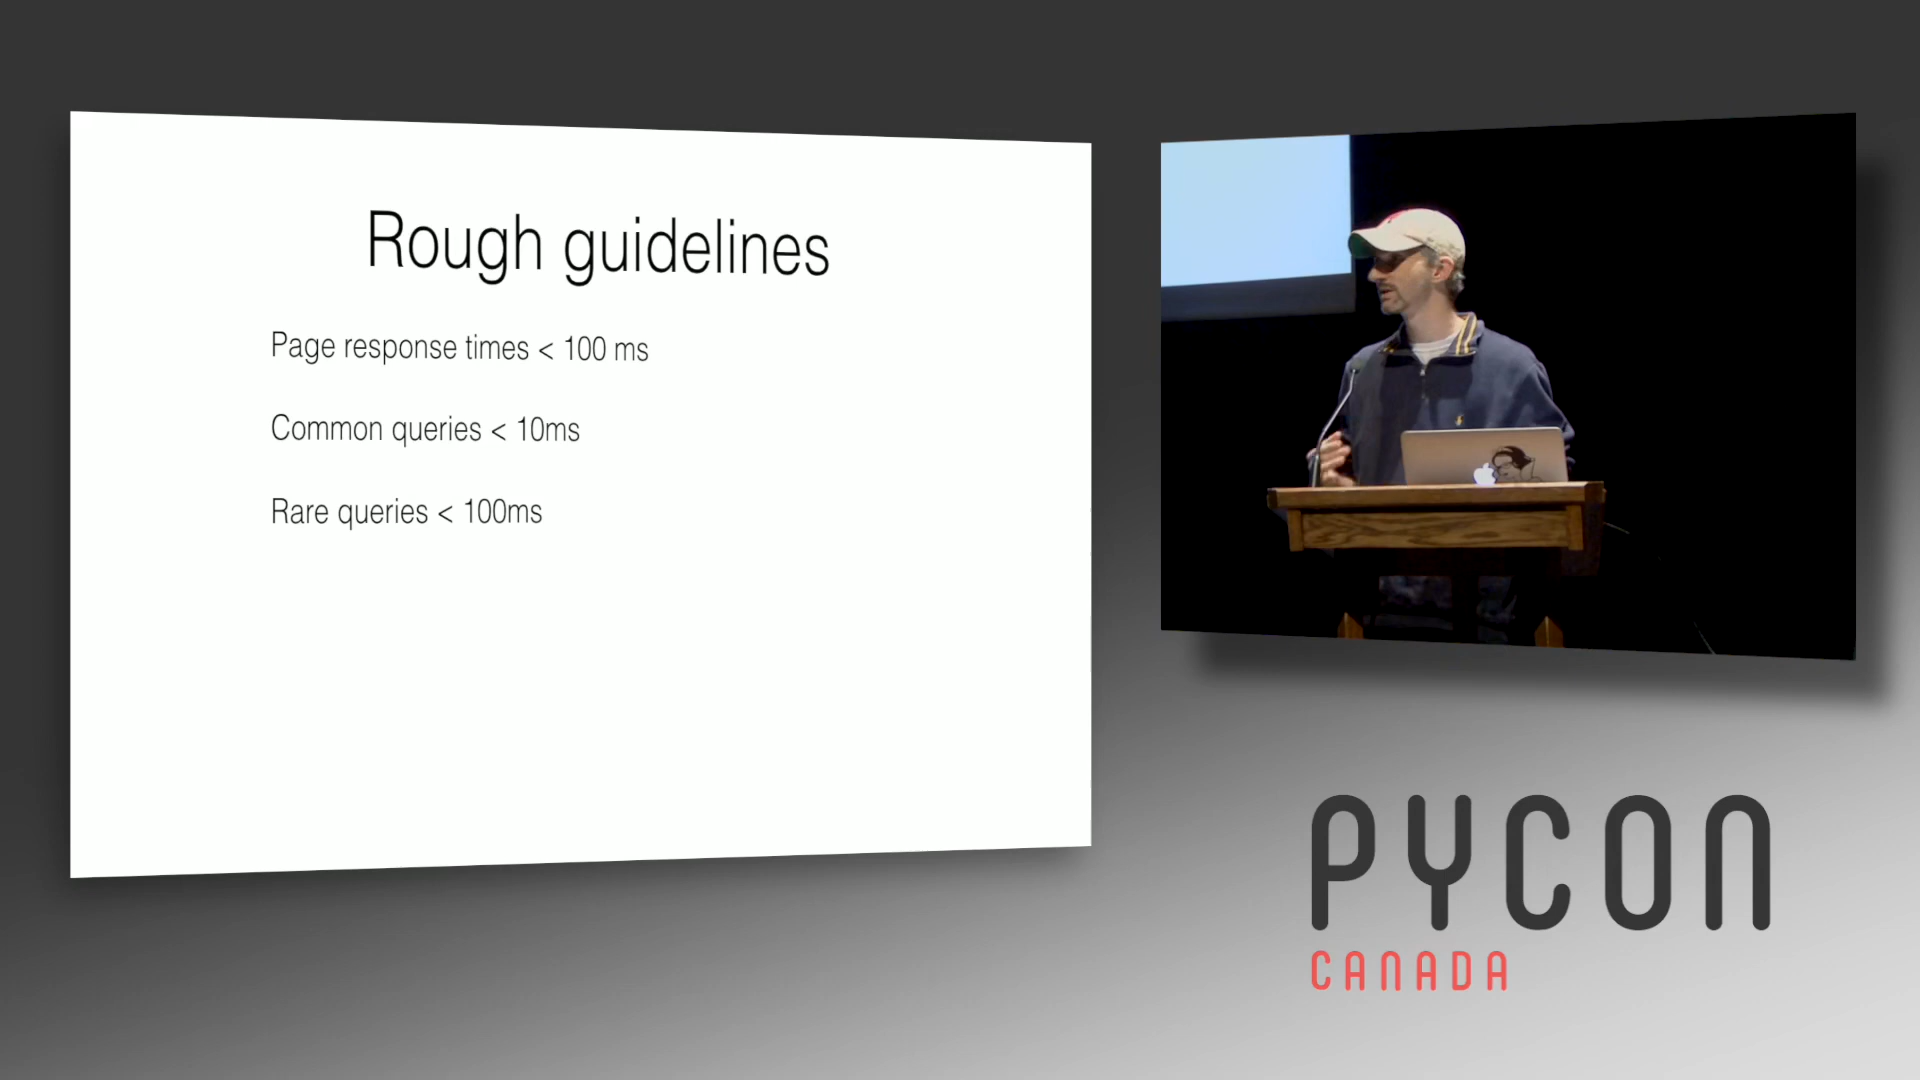 Rough guidelines
Page response times < 100 ms
Common queries < 10ms
Rare queries < 100ms
PYCON
CANADA